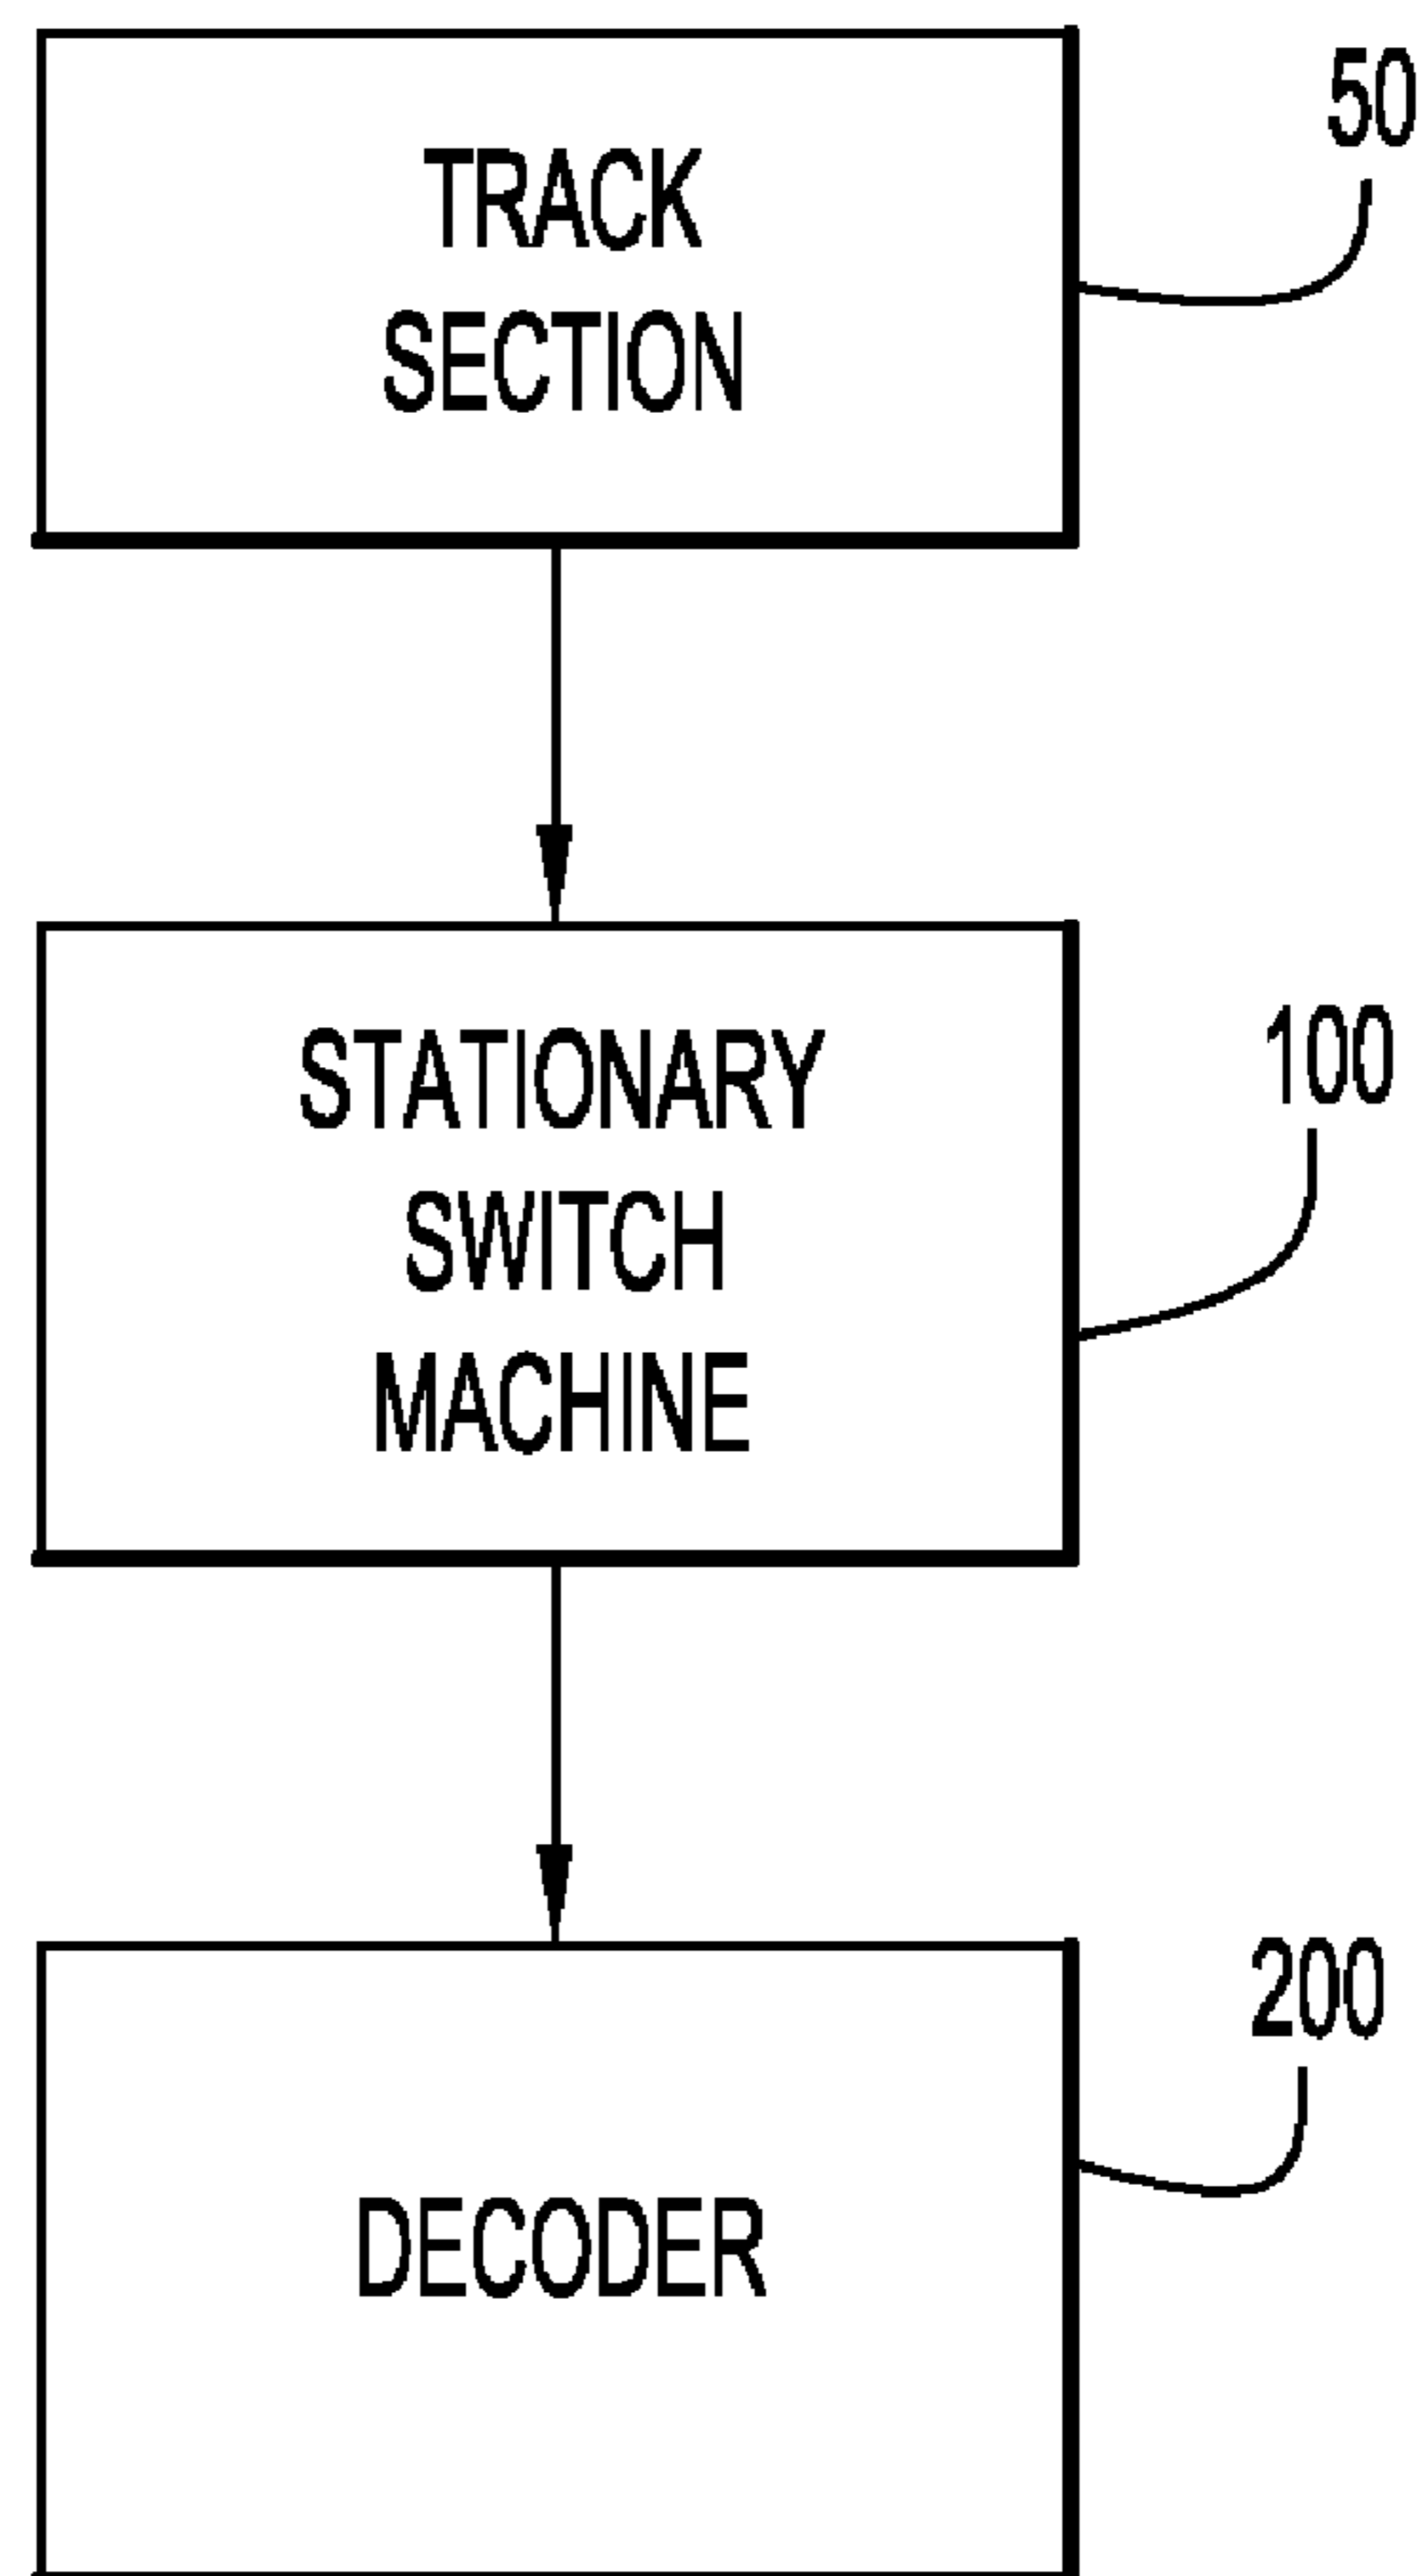 50
TRACK
SECTION
100
STATIONARY
SWITCH
MACHINE
200
DECODER